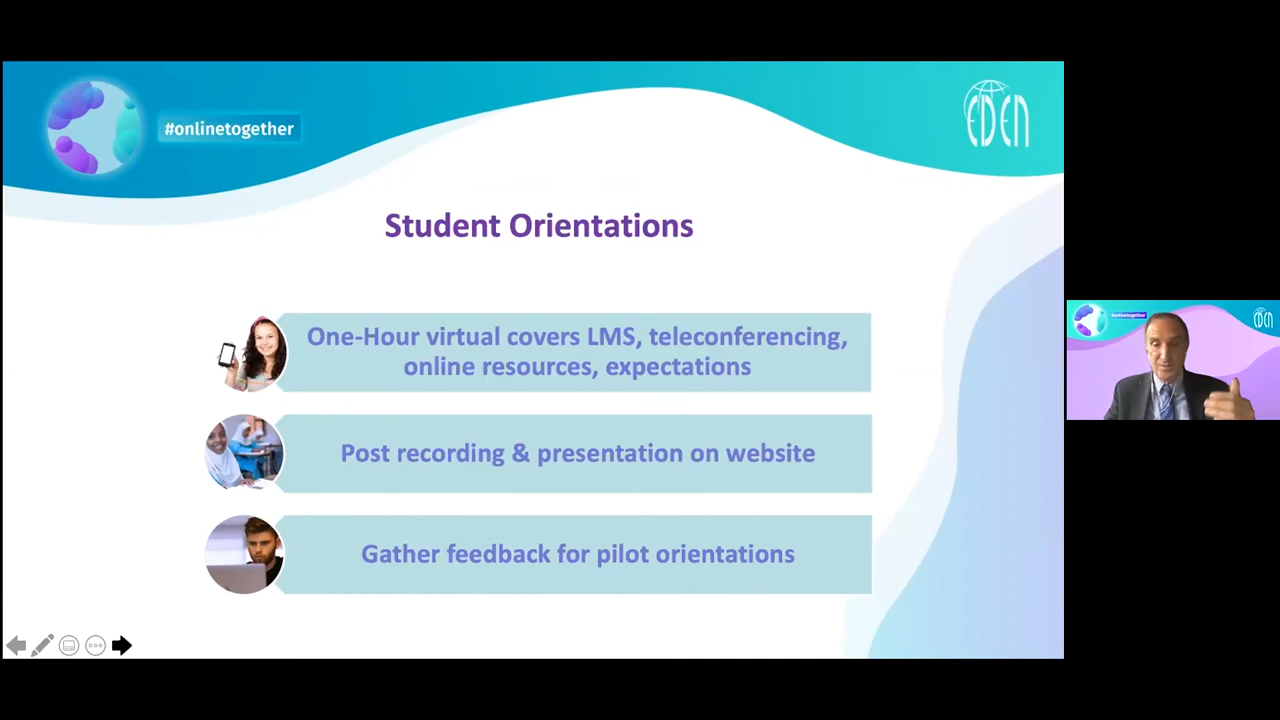 #onlinetogether
EDEN
Student Orientations
One-Hour virtual covers LMS, teleconferencing,
online resources, expectations
Post recording & presentation on website
Gather feedback for pilot orientations
EDEN